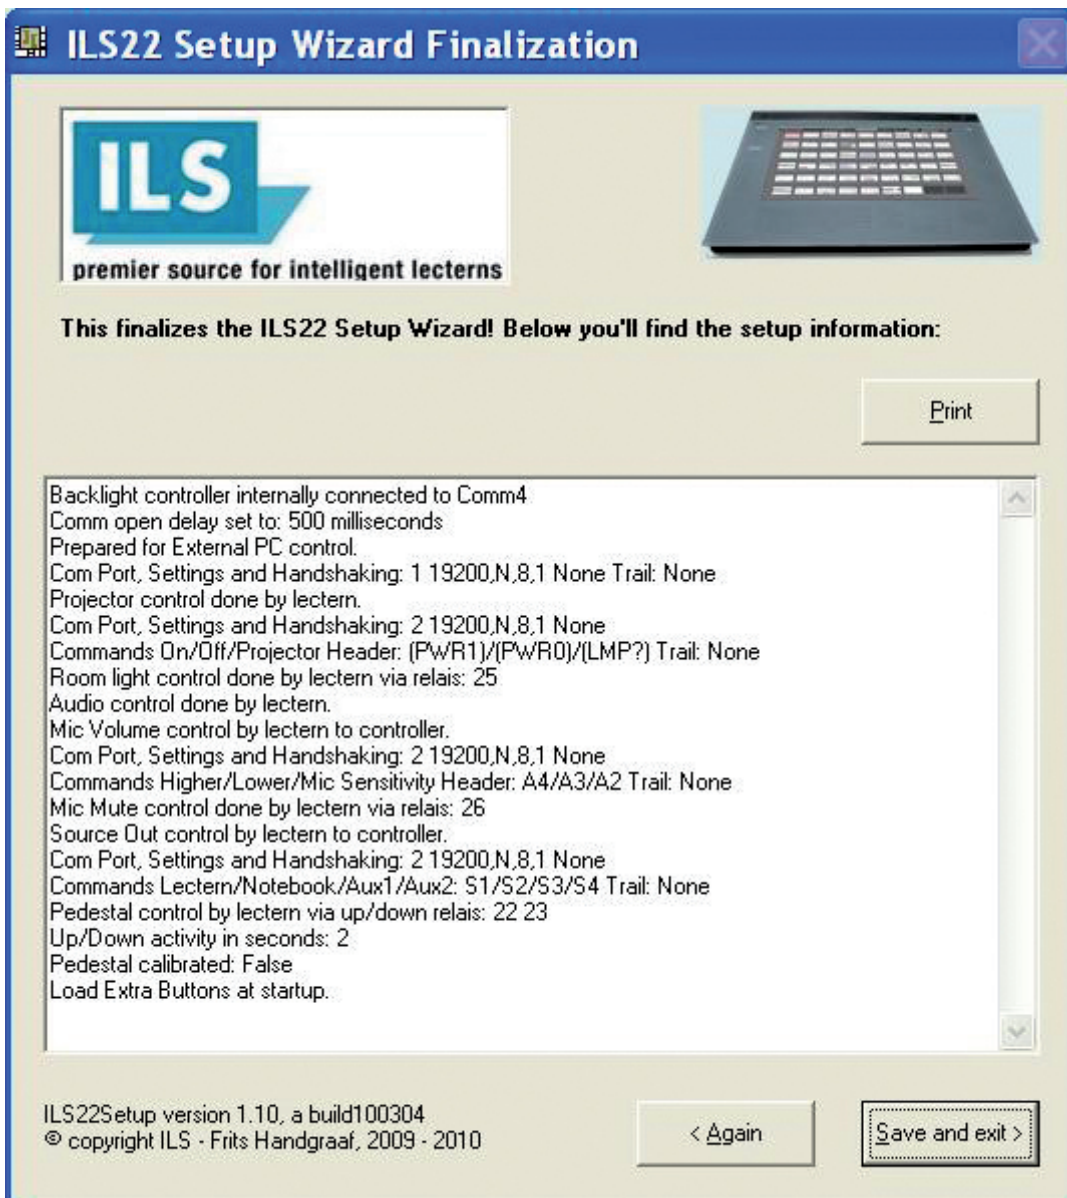 ILS22 Setup Wizard Finalization
ILS
premier source for intelligent lecterns
This finalizes the ILS22 Setup Wizard! Below you'll find the setup information:
Print
Backlight controller internally connected to Comm4
Comm open delay set to: 500 milliseconds
Prepared for External PC control.
Com Port, Settings and Handshaking: 1 19200,N,8,1 None Trail: None
Projector control done by lectern.
Com Port, Settings and Handshaking: 2 19200,N,8,1 None
Commands On/Off/Projector Header: (PWR1)/(PWR0)/(LMP?) Trail: None
Room light control done by lectern via relais: 25
Audio control done by lectern.
Mic Volume control by lectern to controller.
Com Port, Settings and Handshaking: 2 19200,N,8,1 None
Commands Higher/Lower/Mic Sensitivity Header: A4/A3/A2 Trail: None
Mic Mute control done by lectern via relais: 26
Source Out control by lectern to controller.
Com Port, Settings and Handshaking: 2 19200,N,8,1 None
Commands Lectern/Notebook/Aux1/Aux2: S1/S2/S3/S4 Trail: None
Pedestal control by lectern via up/down relais: 22 23
Up/Down activity in seconds: 2
Pedestal calibrated: False
Load Extra Buttons at startup.
ILS22Setup version 1.10, a build100304
© copyright ILS - Frits Handgraaf, 2009 - 2010
< Again
Save and exit >